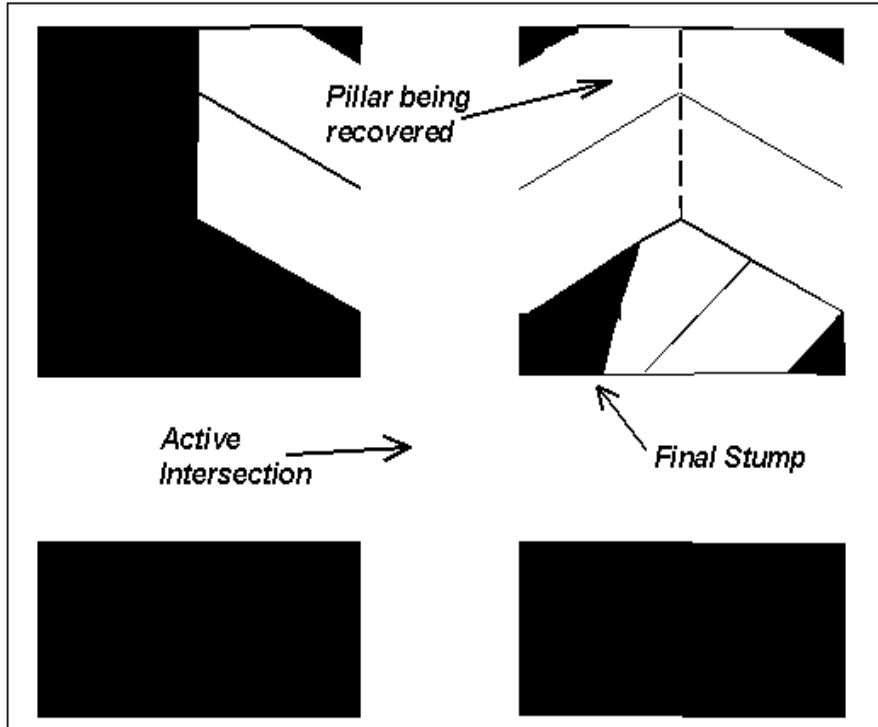 Pillar being
recovered
Active
Intersection
Final Stump